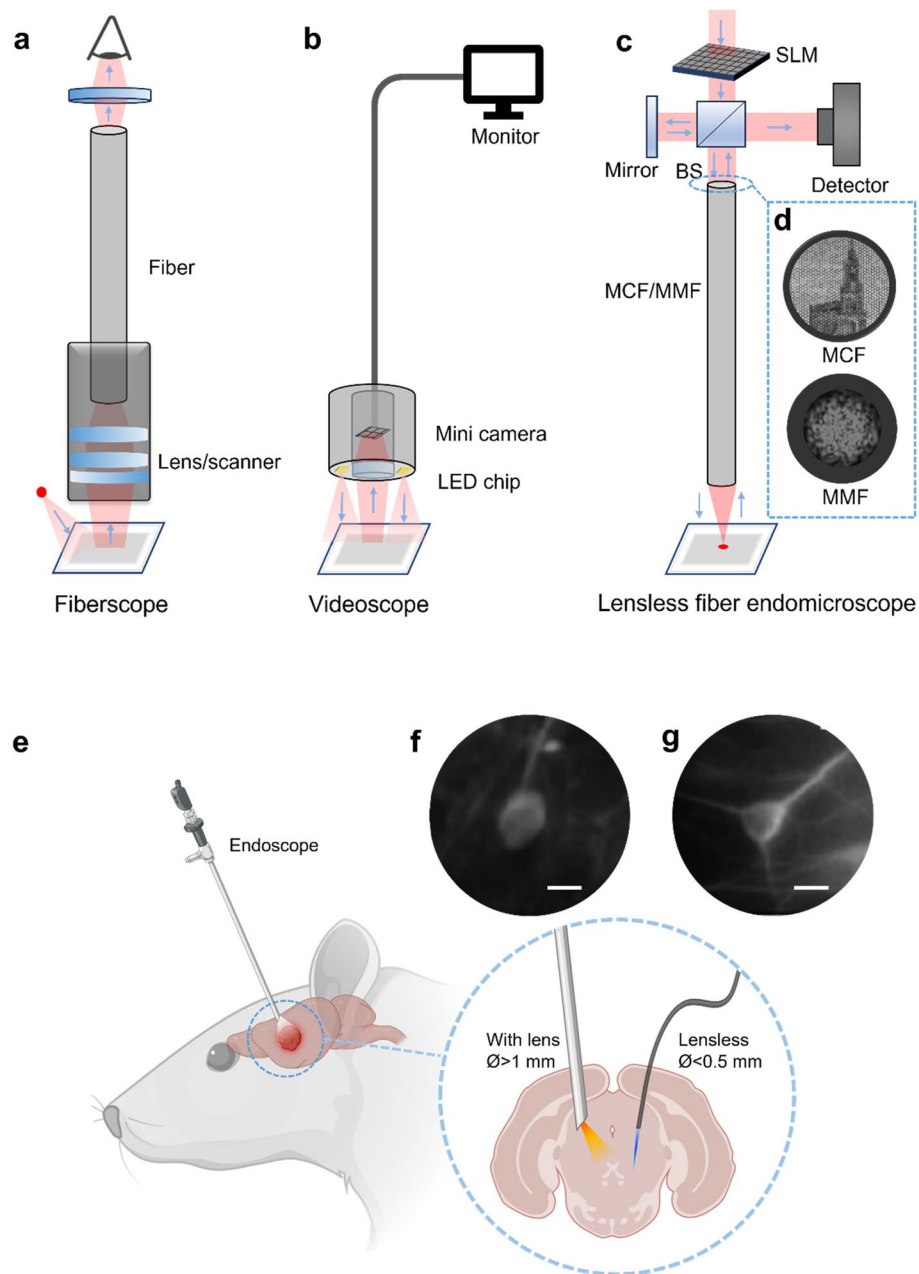 a
Fiber
Lens/scanner
Fiberscope
b
Monitor
Mini camera
LED chip
Videoscope
c
SLM
Mirror
BS
Detector
MCF/MMF
Lensless fiber endomicroscope
d
MCF
MMF
e
Endoscope
f
g
With lens
Ø>1 mm
Lensless
Ø<0.5 mm